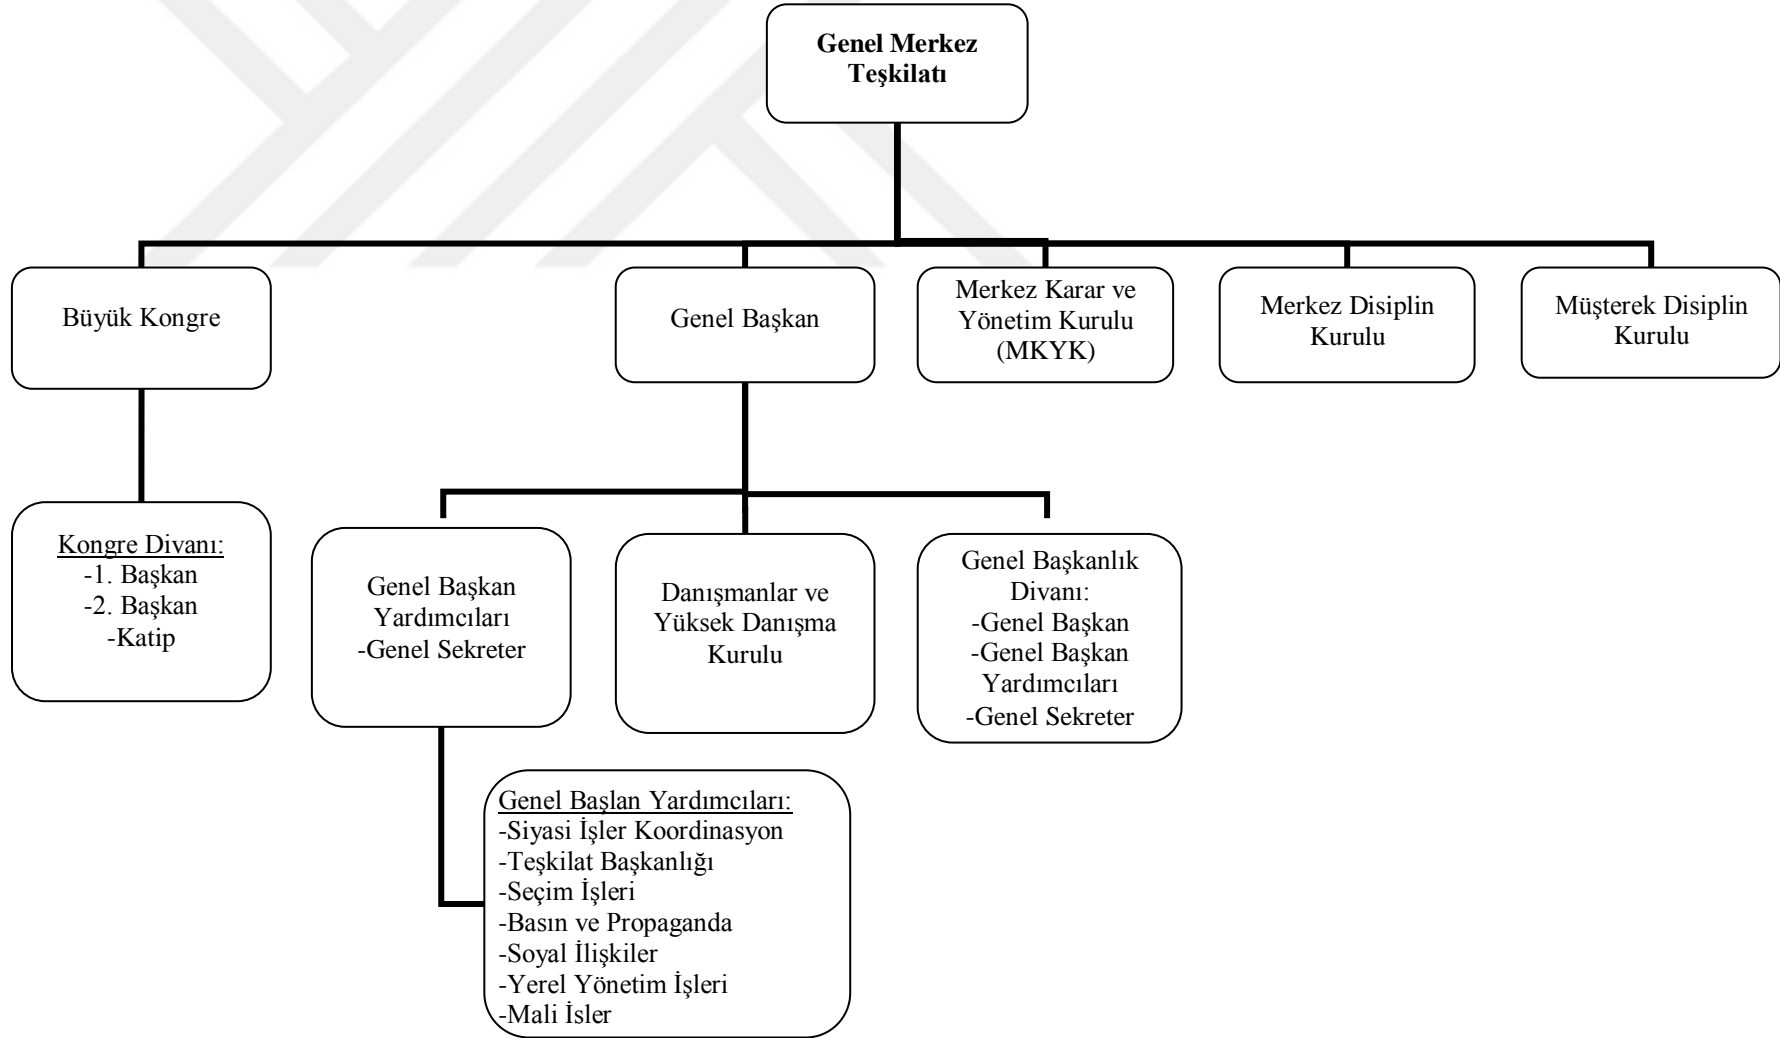 Genel Merkez
Teşkilatı
Büyük Kongre
Genel Başkan
Merkez Karar ve
Yönetim Kurulu
(MKYK)
Merkez Disiplin
Kurulu
Müşterek Disiplin
Kurulu
Kongre Divanı:
-1. Başkan
-2. Başkan
-Katip
Genel Başkan
Yardımcıları
-Genel Sekreter
Danışmanlar ve
Yüksek Danışma
Kurulu
Genel Başkanlık
Divanı:
-Genel Başkan
-Genel Başkan
Yardımcıları
-Genel Sekreter
Genel Başlan Yardımcıları:
-Siyasi İşler Koordinasyon
-Teşkilat Başkanlığı
-Seçim İşleri
-Basın ve Propaganda
-Soyal İlişkiler
-Yerel Yönetim İşleri
-Mali İsler